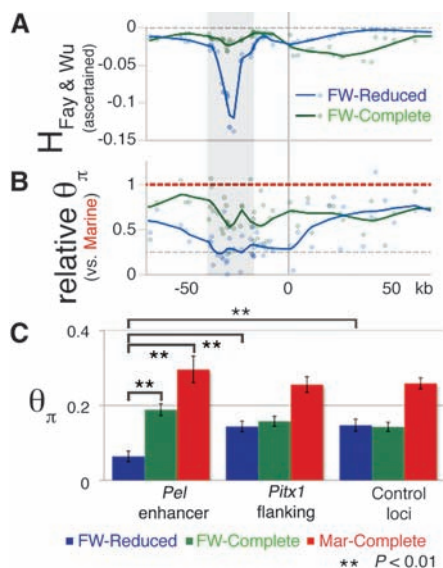 A
0
-0.05
-0.1
-0.15
H Fay & Wu
(ascertained)
FW-Reduced
FW-Complete
B
1
0.5
0
relative θπ
(vs. Marine)
-50 0 50 kb
C
**
** **
**
0.4
0.2
0
θπ
Pel enhancer
Pitx1 flanking
Control loci
FW-Reduced FW-Complete Mar-Complete
** P < 0.01